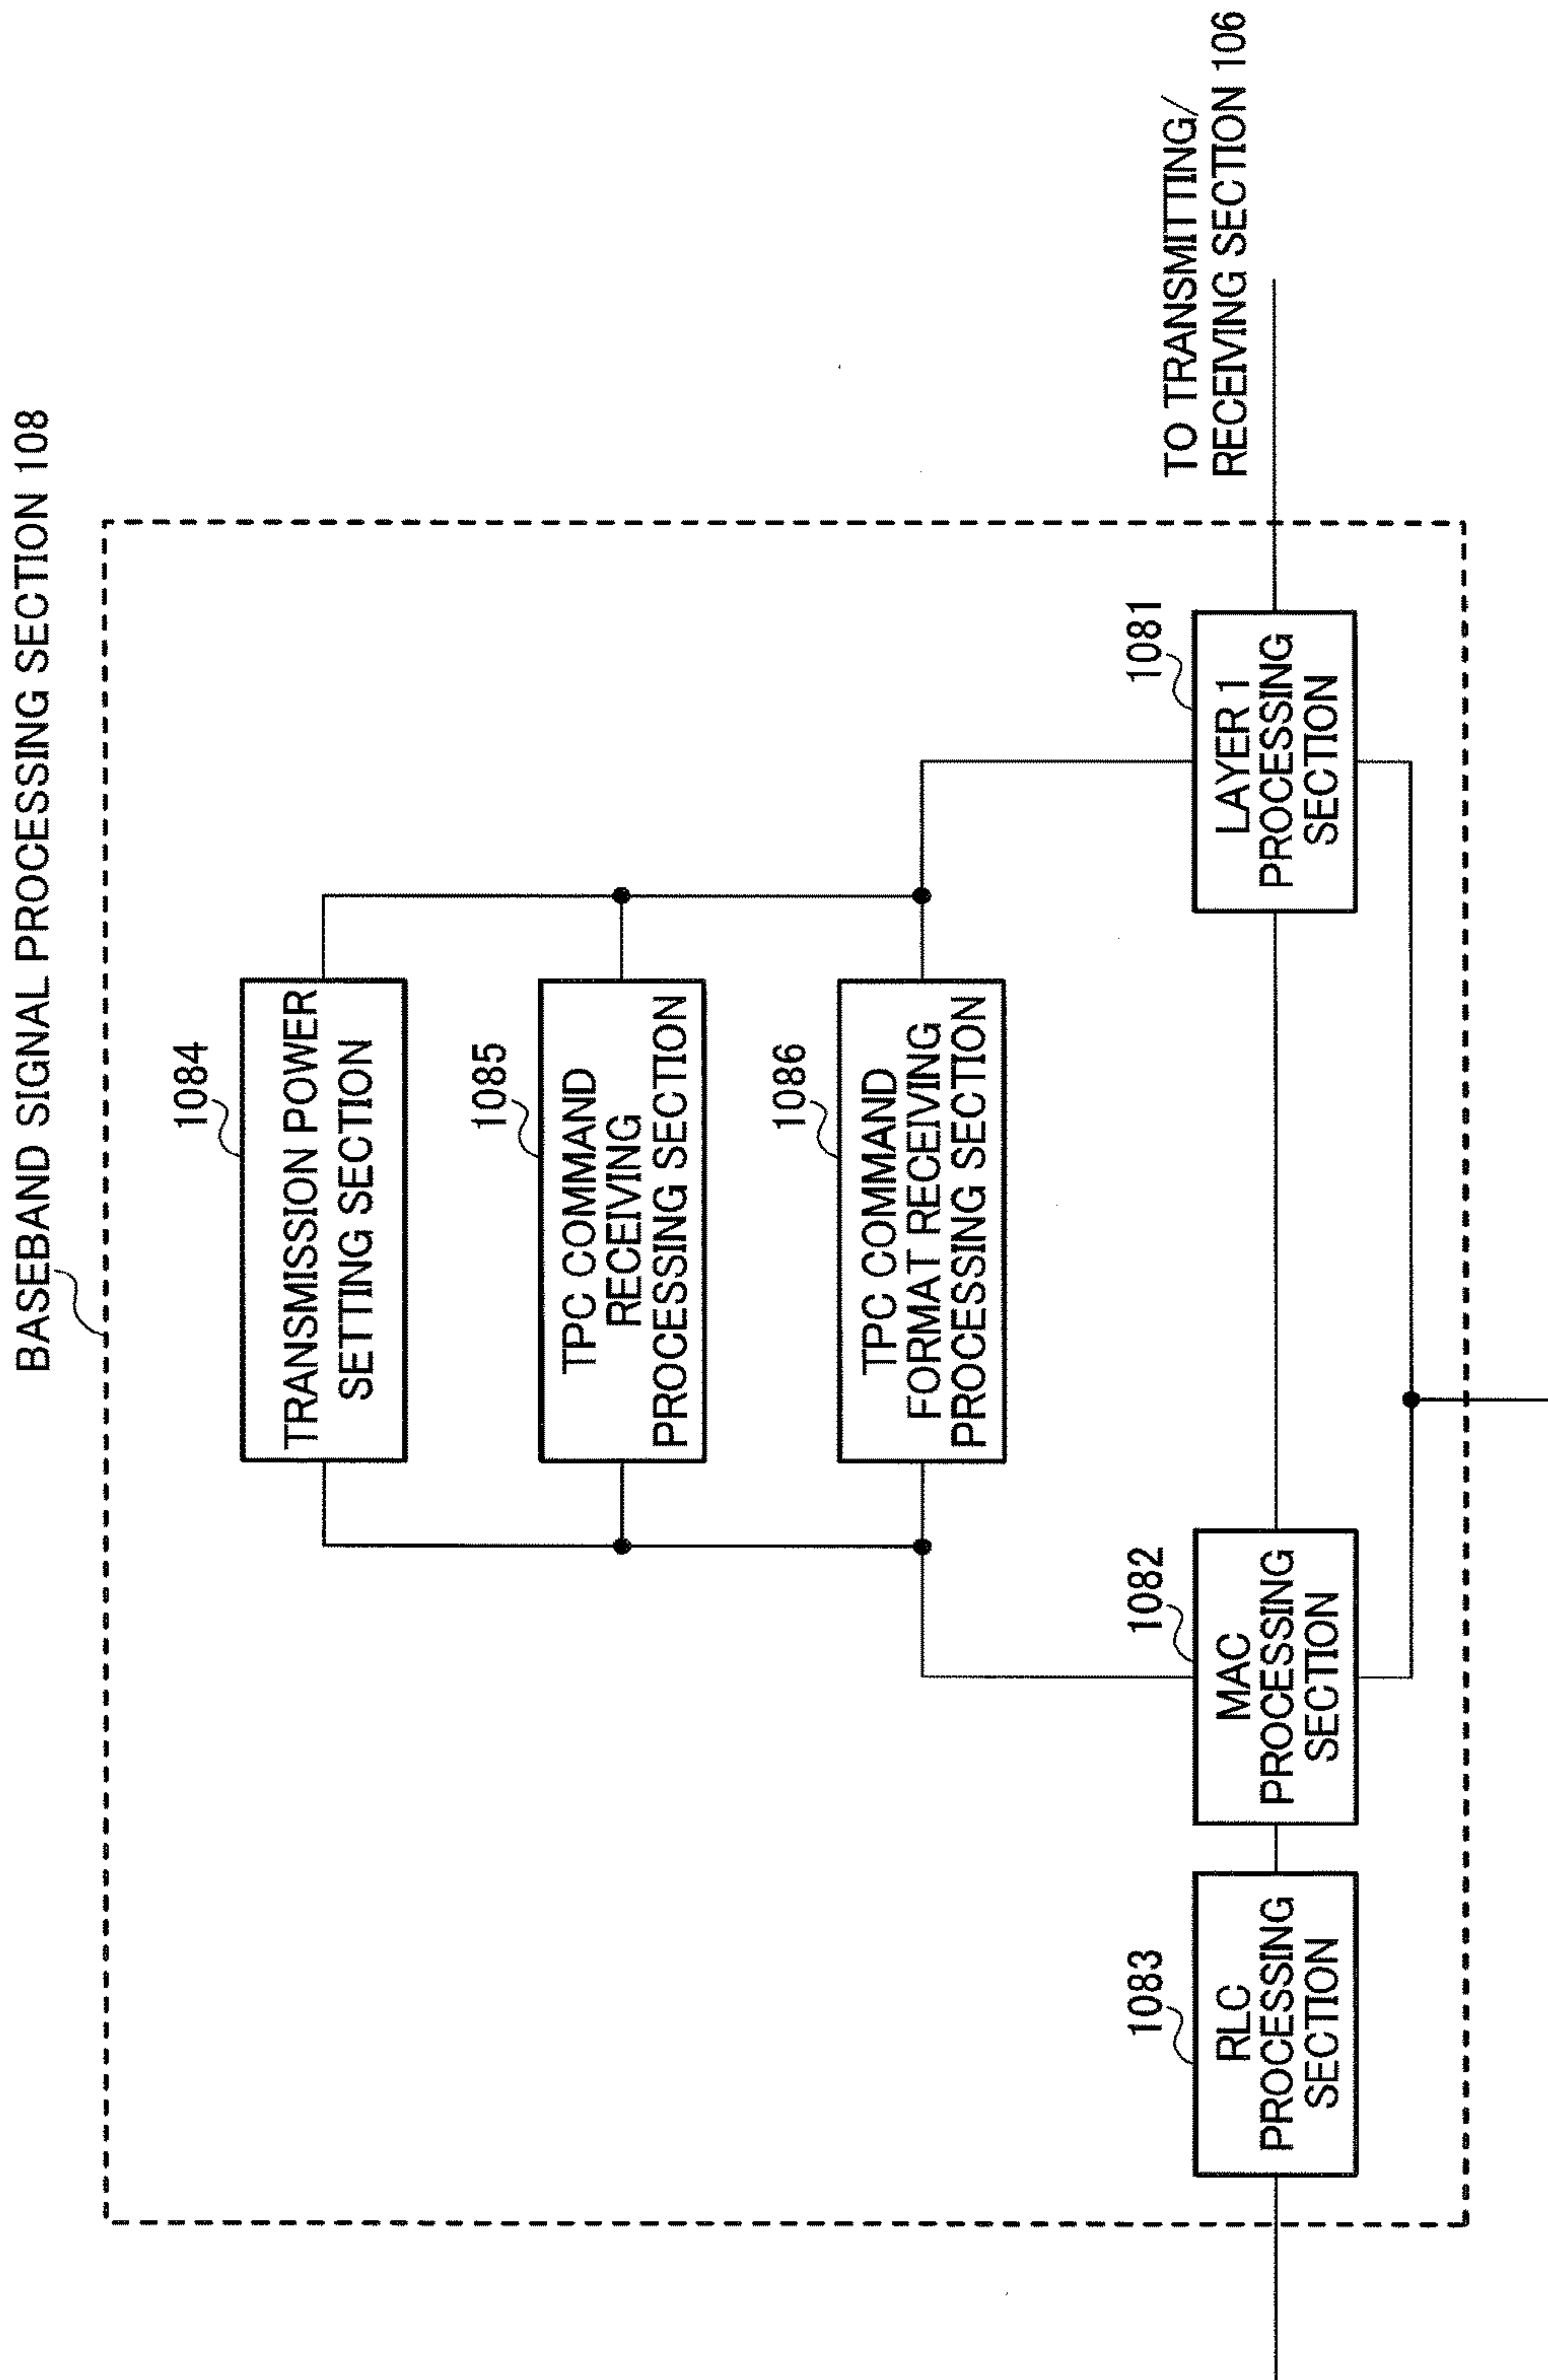 BASEBAND SIGNAL PROCESSING SECTION 108
1084
TRANSMISSION POWER
SETTING SECTION
1085
TPC COMMAND
RECEIVING
PROCESSING SECTION
1086
TPC COMMAND
FORMAT RECEIVING
PROCESSING SECTION
TO TRANSMITTING/
RECEIVING SECTION 106
1083
RLC
PROCESSING
SECTION
1082
MAC
PROCESSING
SECTION
1081
LAYER 1
PROCESSING
SECTION